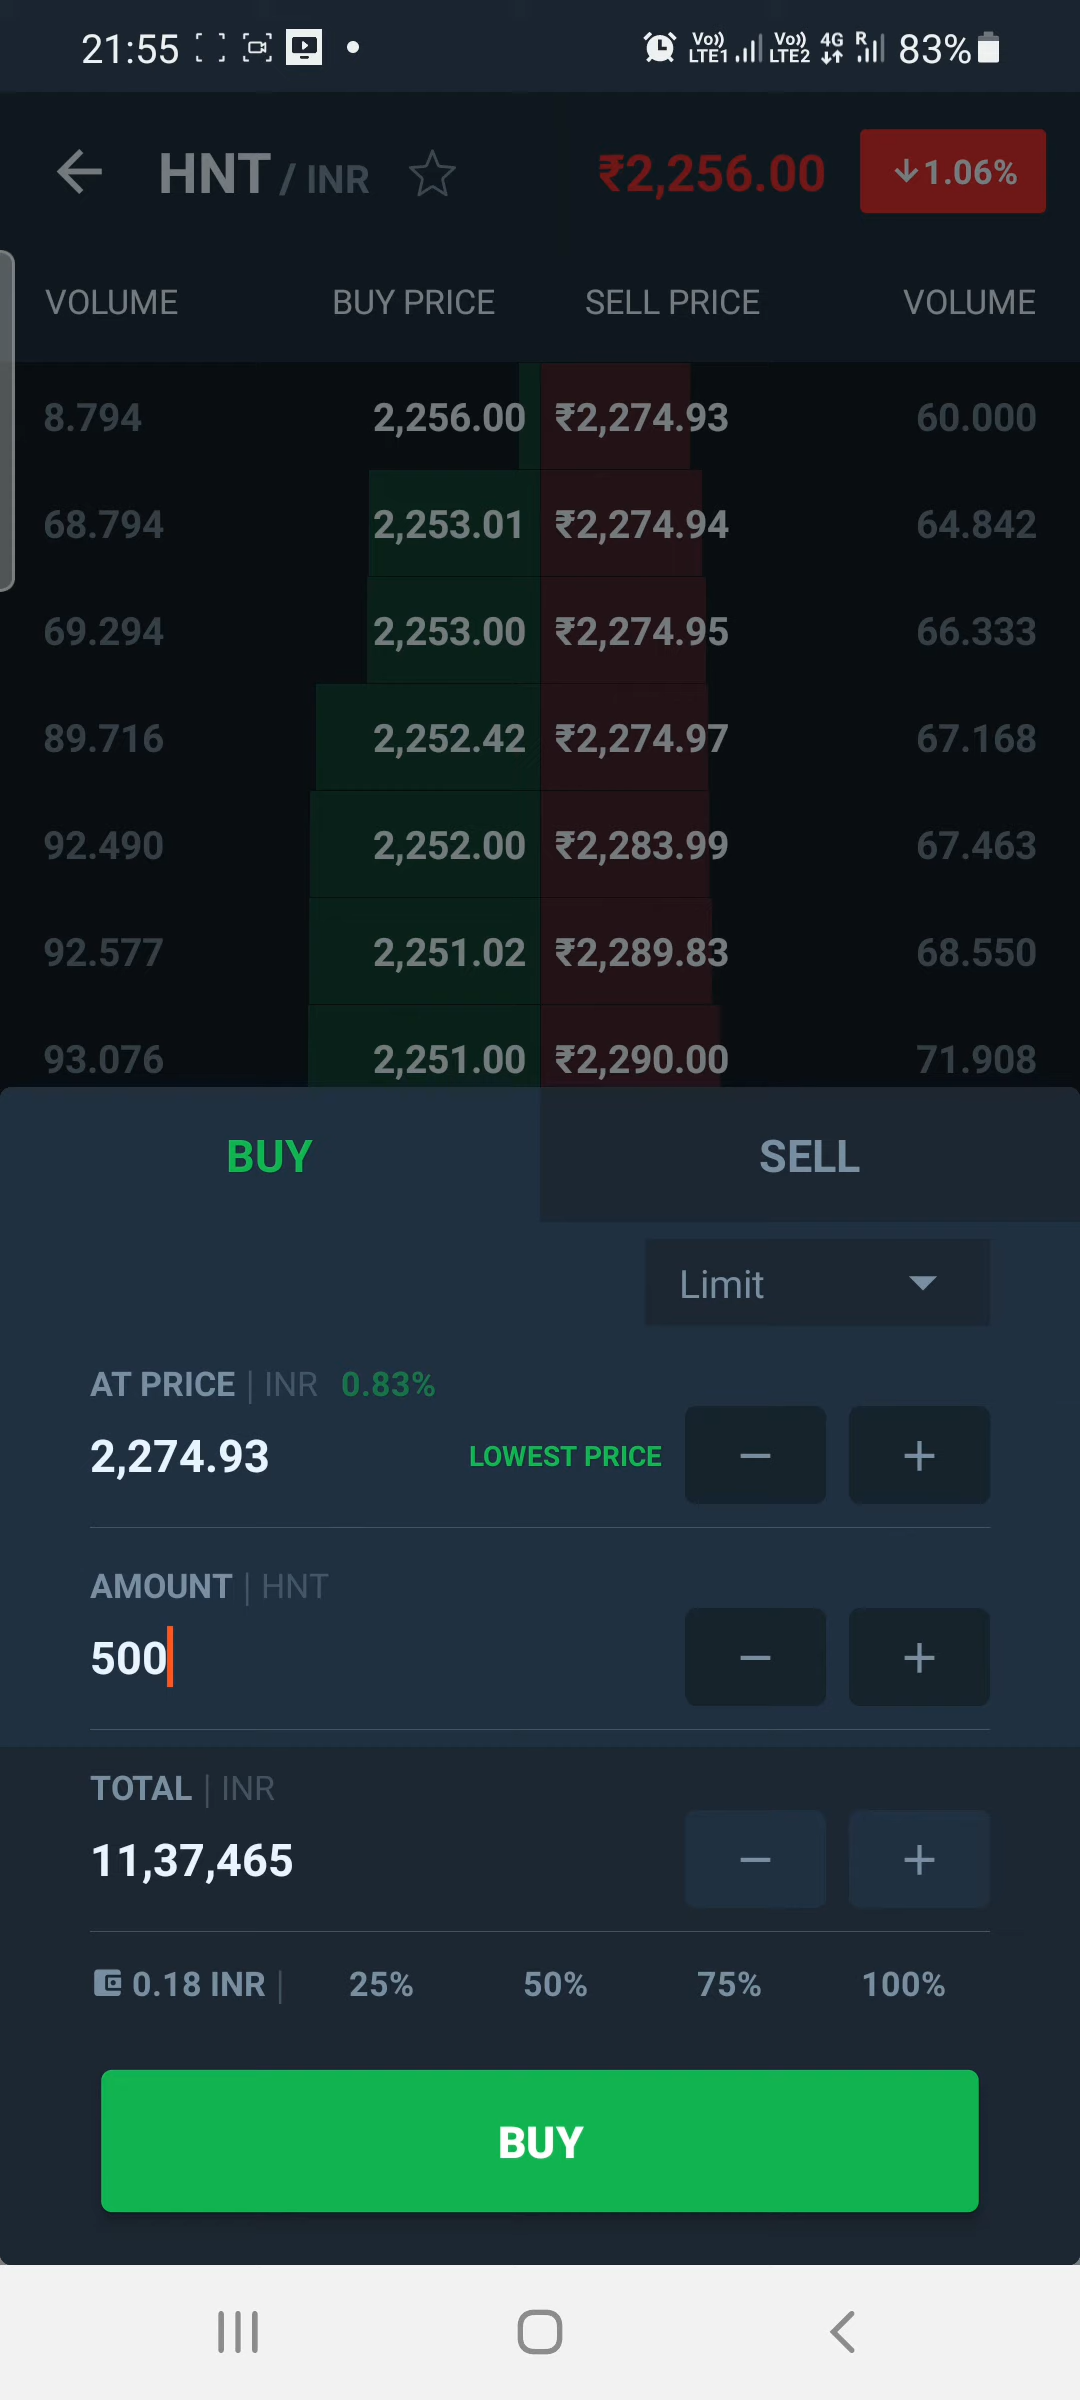 21:55 Vo)) LTE1 Vo)) LTE2 4G R 83%
HNT / INR ₹2,256.00 ↓1.06%
VOLUME BUY PRICE SELL PRICE VOLUME
8.794 2,256.00 ₹2,274.93 60.000
68.794 2,253.01 ₹2,274.94 64.842
69.294 2,253.00 ₹2,274.95 66.333
89.716 2,252.42 ₹2,274.97 67.168
92.490 2,252.00 ₹2,283.99 67.463
92.577 2,251.02 ₹2,289.83 68.550
93.076 2,251.00 ₹2,290.00 71.908
BUY SELL
Limit
AT PRICE | INR 0.83%
2,274.93 LOWEST PRICE − +
AMOUNT | HNT
500 − +
TOTAL | INR
11,37,465 − +
0.18 INR | 25% 50% 75% 100%
BUY